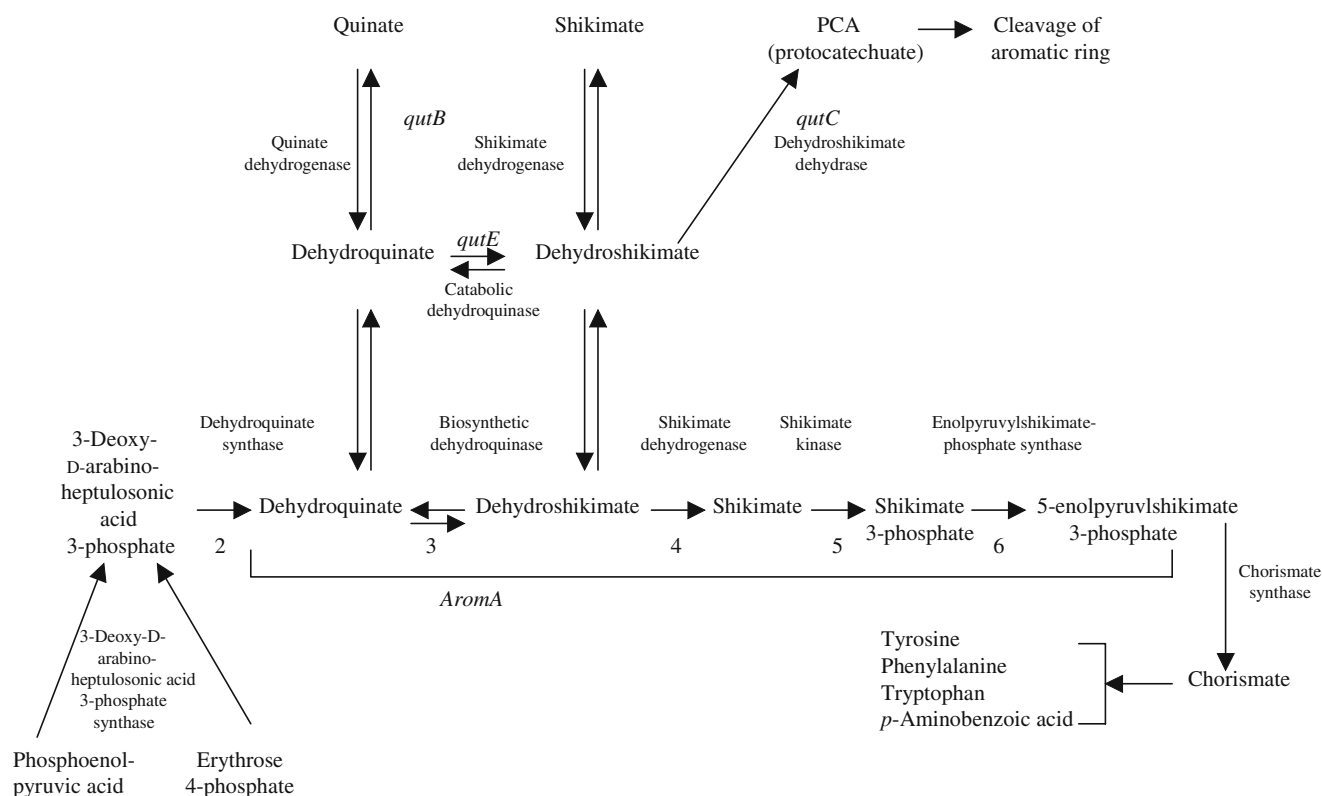 Quinate
Shikimate
PCA
(protocatechuate)
Cleavage of
aromatic ring
qutB
Quinate
dehydrogenase
Shikimate
dehydrogenase
qutC
Dehydroshikimate
dehydrase
Dehydroquinate
qutE
Dehydroshikimate
Catabolic
dehydroquinase
3-Deoxy-
D-arabino-
heptulosonic
acid
3-phosphate
Dehydroquinate
synthase
Biosynthetic
dehydroquinase
Shikimate
dehydrogenase
Shikimate
kinase
Enolpyruvylshikimate-
phosphate synthase
Dehydroquinate
Dehydroshikimate
Shikimate
Shikimate
3-phosphate
5-enolpyruvlshikimate
3-phosphate
2
3
4
5
6
AromA
Chorismate
synthase
3-Deoxy-D-
arabino-
heptulosonic acid
3-phosphate
synthase
Tyrosine
Phenylalanine
Tryptophan
p-Aminobenzoic acid
Chorismate
Phosphoenol-
pyruvic acid
Erythrose
4-phosphate